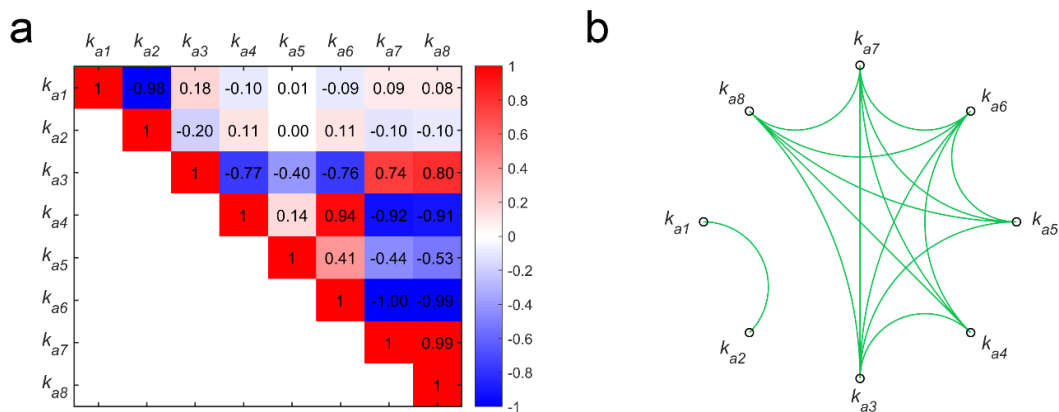 a
k_a1 k_a2 k_a3 k_a4 k_a5 k_a6 k_a7 k_a8
k_a1 1 -0.98 0.18 -0.10 0.01 -0.09 0.09 0.08
k_a2 1 -0.20 0.11 0.00 0.11 -0.10 -0.10
k_a3 1 -0.77 -0.40 -0.76 0.74 0.80
k_a4 1 0.14 0.94 -0.92 -0.91
k_a5 1 0.41 -0.44 -0.53
k_a6 1 -1.00 -0.99
k_a7 1 0.99
k_a8 1
1
0.8
0.6
0.4
0.2
0
-0.2
-0.4
-0.6
-0.8
-1
b
k_a7
k_a8
k_a6
k_a1
k_a5
k_a2
k_a4
k_a3